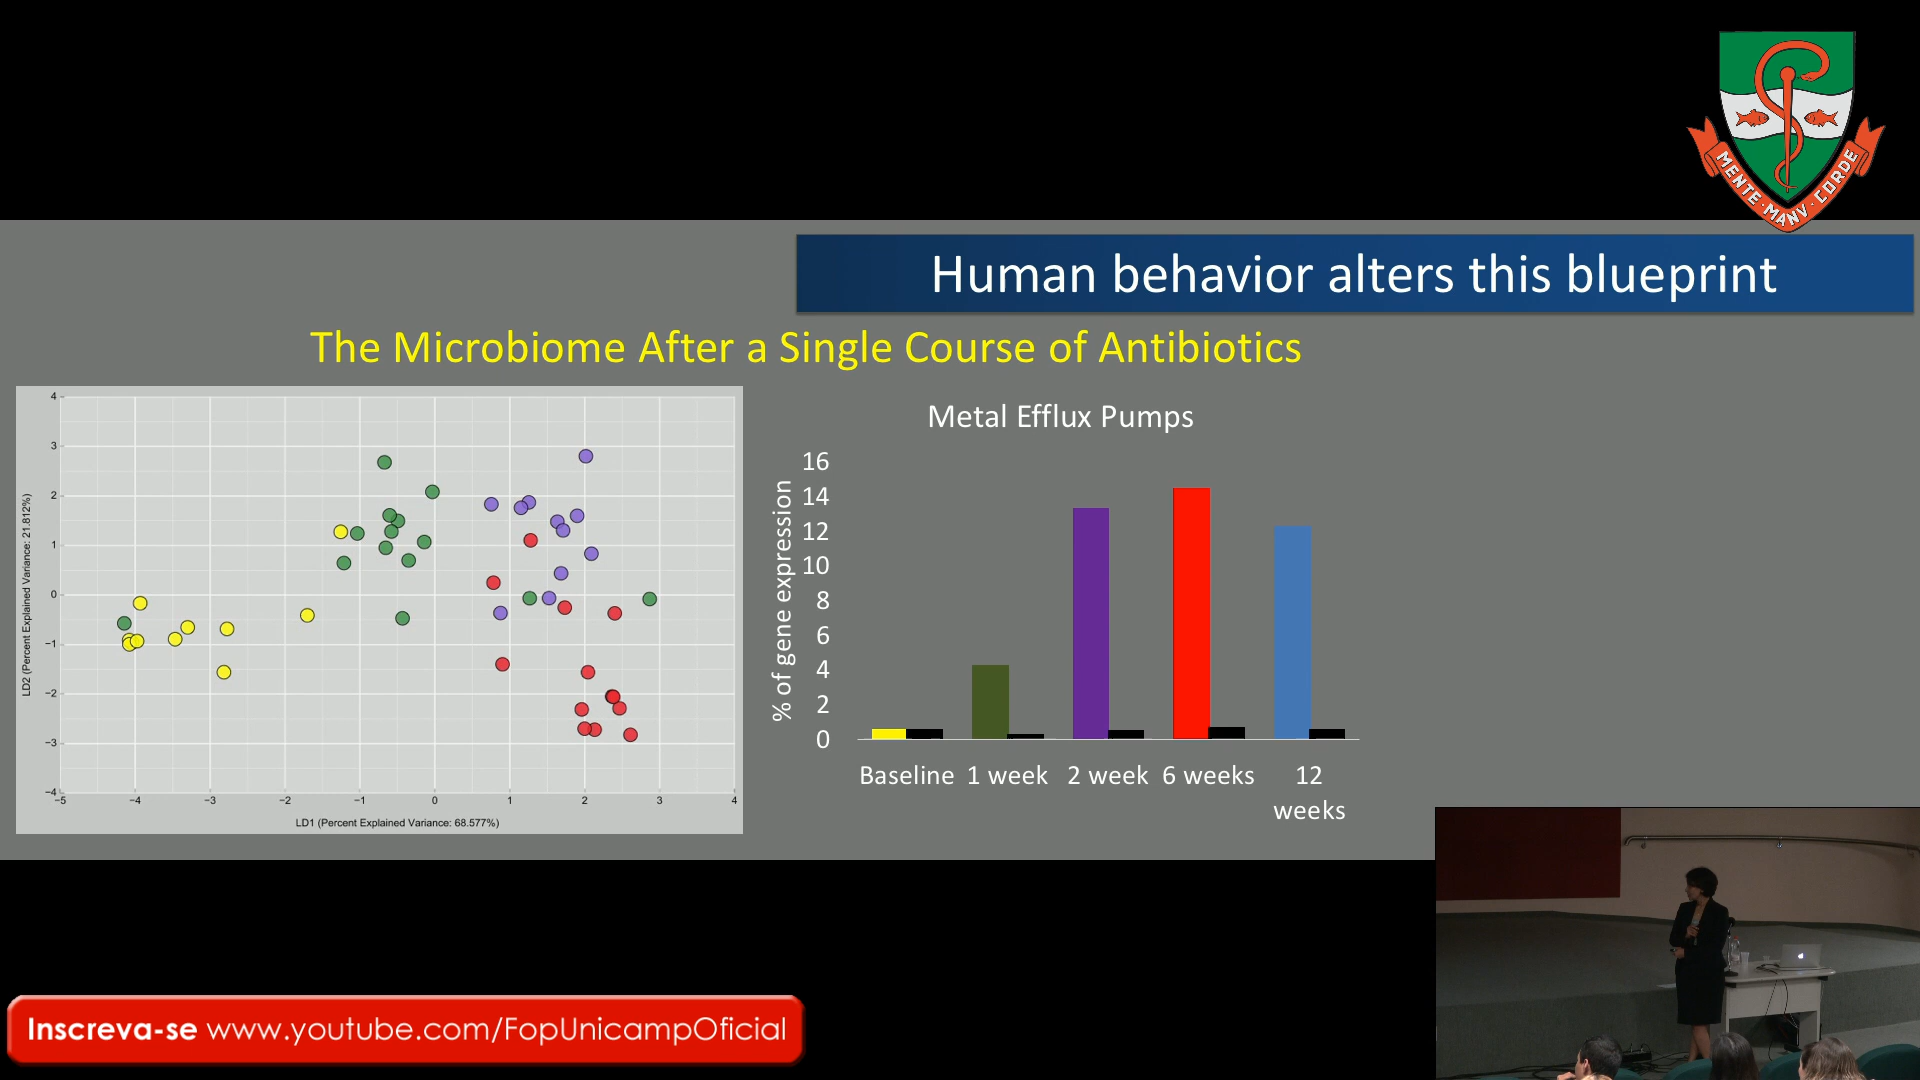 MENTE · MANV · CORDE
Human behavior alters this blueprint
The Microbiome After a Single Course of Antibiotics
4
3
2
1
0
−1
−2
−3
−4
LD2 (Percent Explained Variance: 21.812%)
−5 −4 −3 −2 −1 0 1 2 3 4
LD1 (Percent Explained Variance: 68.577%)
Metal Efflux Pumps
% of gene expression
16
14
12
10
8
6
4
2
0
Baseline 1 week 2 week 6 weeks 12
weeks
Inscreva-se www.youtube.com/FopUnicampOficial